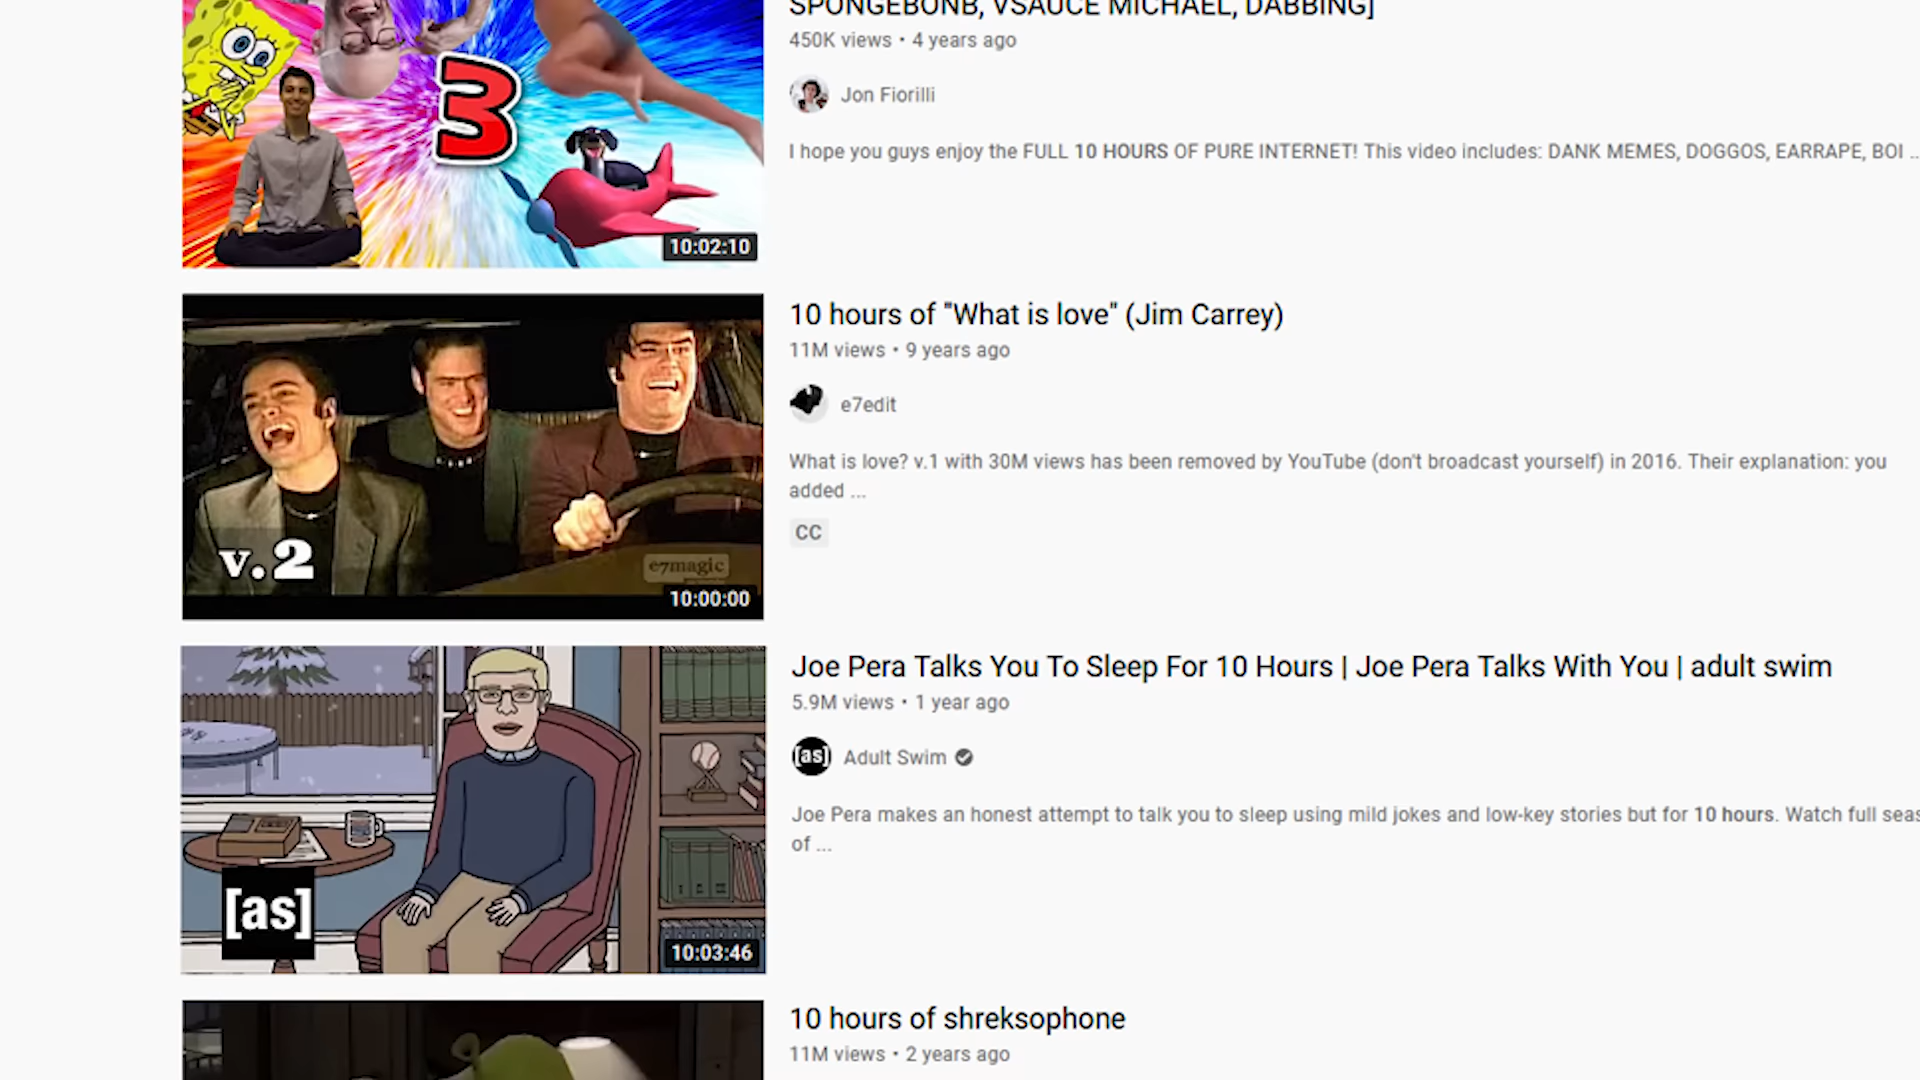 SPONGEBONB, VSAUCE MICHAEL, DABBING]
450K views • 4 years ago
Jon Fiorilli
3
I hope you guys enjoy the FULL 10 HOURS OF PURE INTERNET! This video includes: DANK MEMES, DOGGOS, EARRAPE, BOI ...
10:02:10
10 hours of "What is love" (Jim Carrey)
11M views • 9 years ago
e7edit
What is love? v.1 with 30M views has been removed by YouTube (don't broadcast yourself) in 2016. Their explanation: you
added ...
CC
v.2
e7magic
10:00:00
Joe Pera Talks You To Sleep For 10 Hours | Joe Pera Talks With You | adult swim
5.9M views • 1 year ago
[as]
Adult Swim
Joe Pera makes an honest attempt to talk you to sleep using mild jokes and low-key stories but for 10 hours. Watch full seas
of ...
[as]
10:03:46
10 hours of shreksophone
11M views • 2 years ago